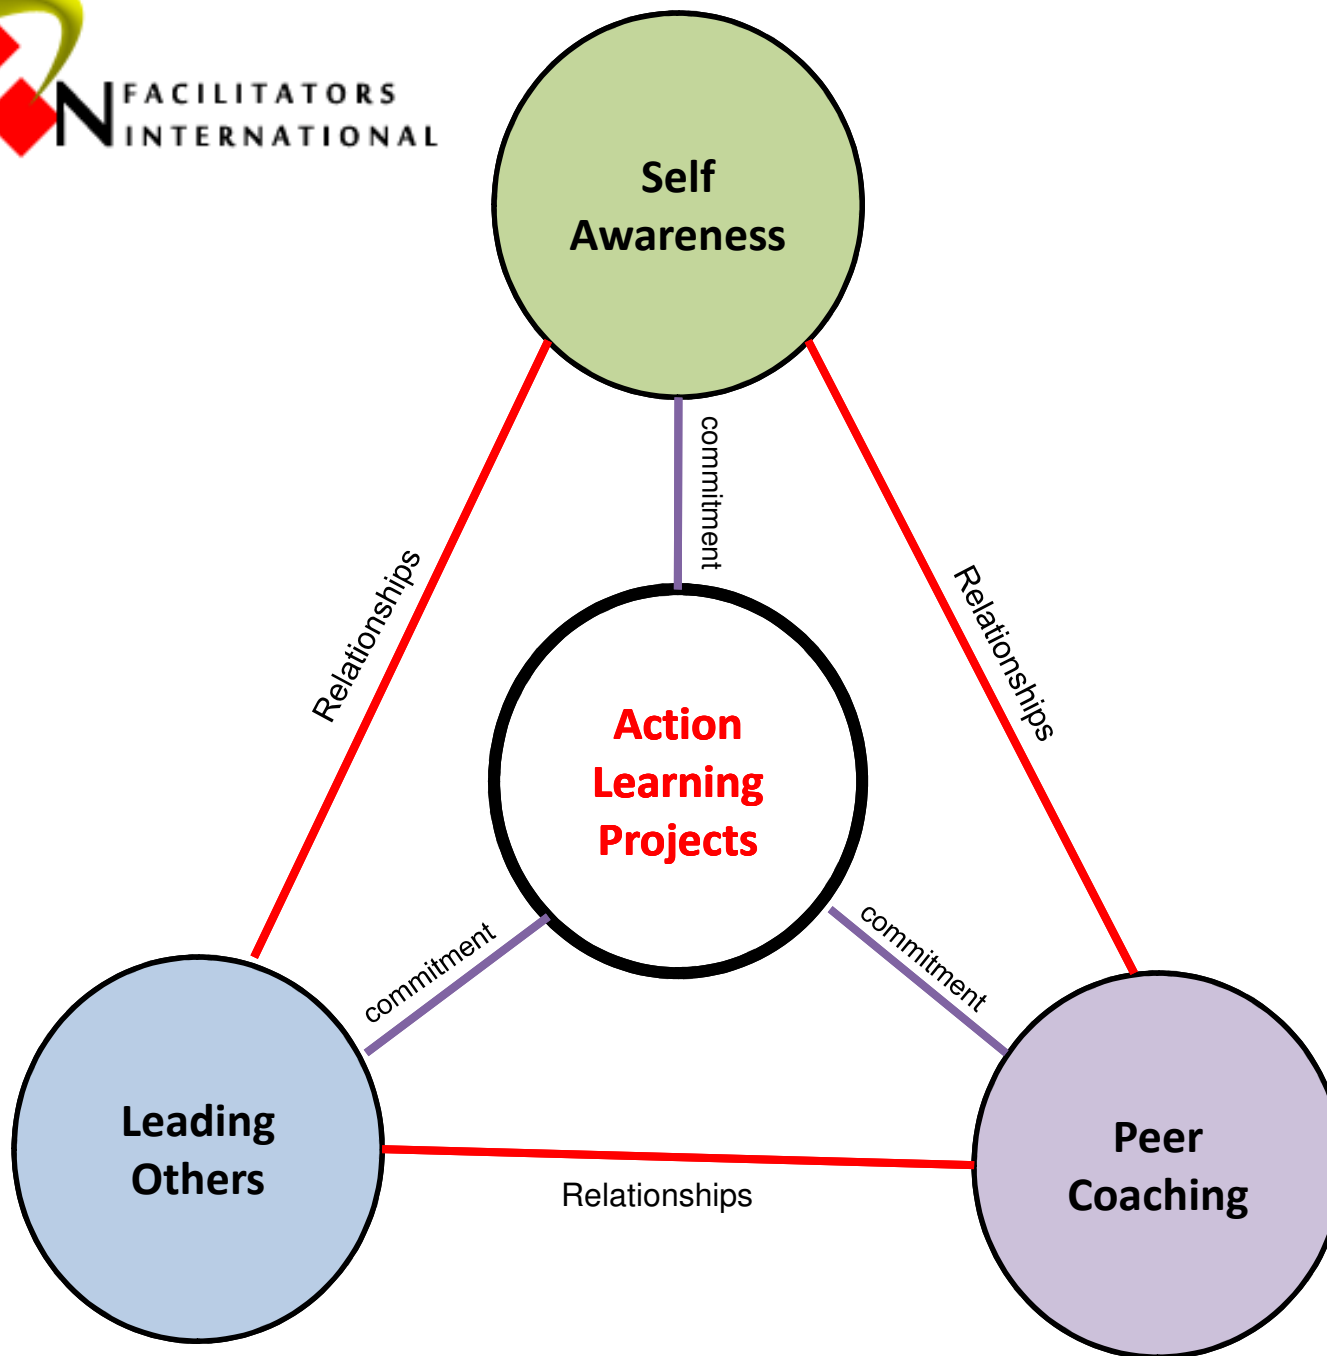 N FACILITATORS
INTERNATIONAL
Self
Awareness
commitment
Relationships
Relationships
Action
Learning
Projects
commitment
commitment
Leading
Others
Peer
Coaching
Relationships